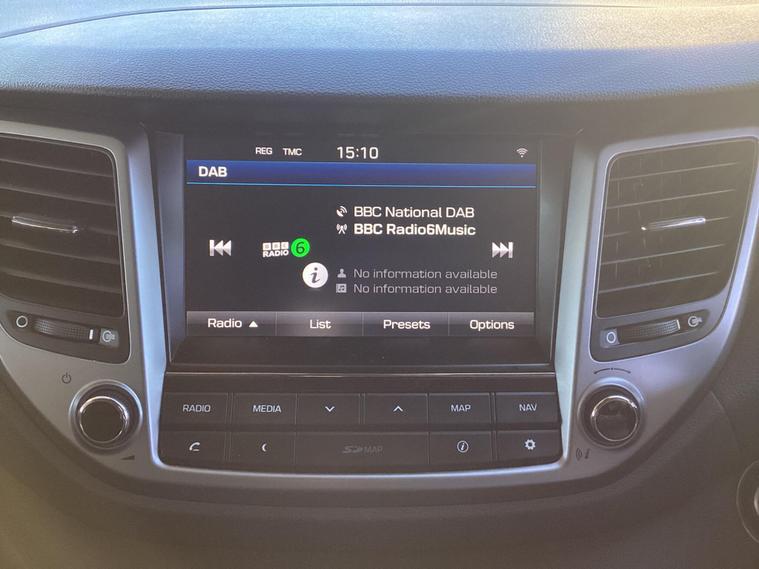 REG TMC 15:10
DAB
BBC National DAB
BBC Radio6Music
BBC
RADIO 6
No information available
No information available
Radio List Presets Options
RADIO MEDIA MAP NAV
SD MAP